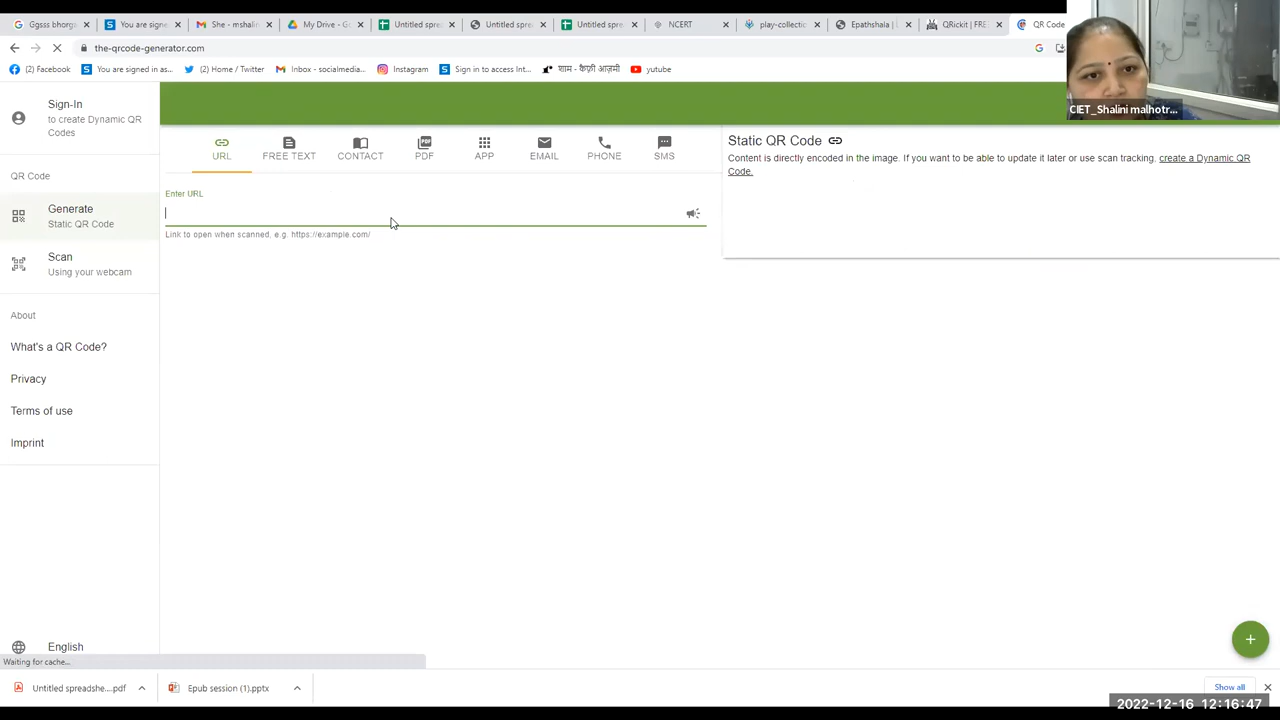 Ggsss bhorg
You are signe
M mshalin
She - mshalin
My Drive - Go
Untitled spre
Untitled spre
Untitled spre
NCERT
play-collectic
Epathshala |
QRickit | FRE
QR Code
the-qrcode-generator.com
(2) Facebook
You are signed in as...
(2) Home / Twitter
Inbox - socialmedia...
Instagram
Sign in to access Int...
शाम - कैफ़ी आज़मी
yutube
CIET_Shalini malhotr...
Sign-In
to create Dynamic QR
Codes
QR Code
Generate
Static QR Code
Scan
Using your webcam
About
What's a QR Code?
Privacy
Terms of use
Imprint
English
URL
FREE TEXT
CONTACT
PDF
APP
EMAIL
PHONE
SMS
Enter URL
Link to open when scanned. e.g. https://example.com/
Static QR Code
Content is directly encoded in the image. If you want to be able to update it later or use scan tracking. create a Dynamic QR
Code.
Waiting for cache...
Untitled spreadshe....pdf
Epub session (1).pptx
Show all
2022-12-16 12:16:47